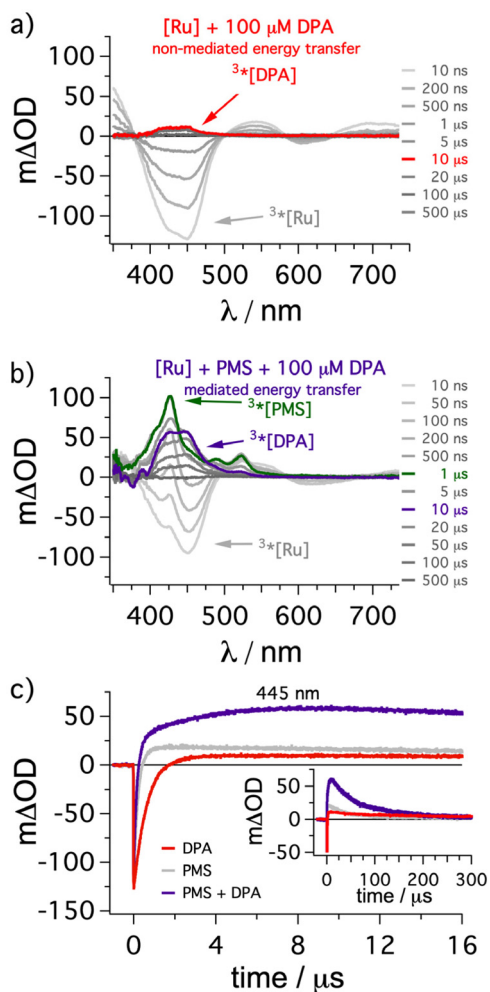 a)
[Ru] + 100 μM DPA
non-mediated energy transfer
³*[DPA]
³*[Ru]
mΔOD
100
50
0
-50
-100
400
500
600
700
λ / nm
10 ns
200 ns
500 ns
1 μs
5 μs
10 μs
20 μs
100 μs
500 μs
b)
[Ru] + PMS + 100 μM DPA
mediated energy transfer
³*[PMS]
³*[DPA]
³*[Ru]
mΔOD
100
50
0
-50
-100
400
500
600
700
λ / nm
10 ns
50 ns
100 ns
200 ns
500 ns
1 μs
5 μs
10 μs
20 μs
50 μs
100 μs
500 μs
c)
445 nm
mΔOD
50
0
-50
-100
-150
0
4
8
12
16
time / μs
DPA
PMS
PMS + DPA
mΔOD
50
0
-50
0
100
200
300
time / μs